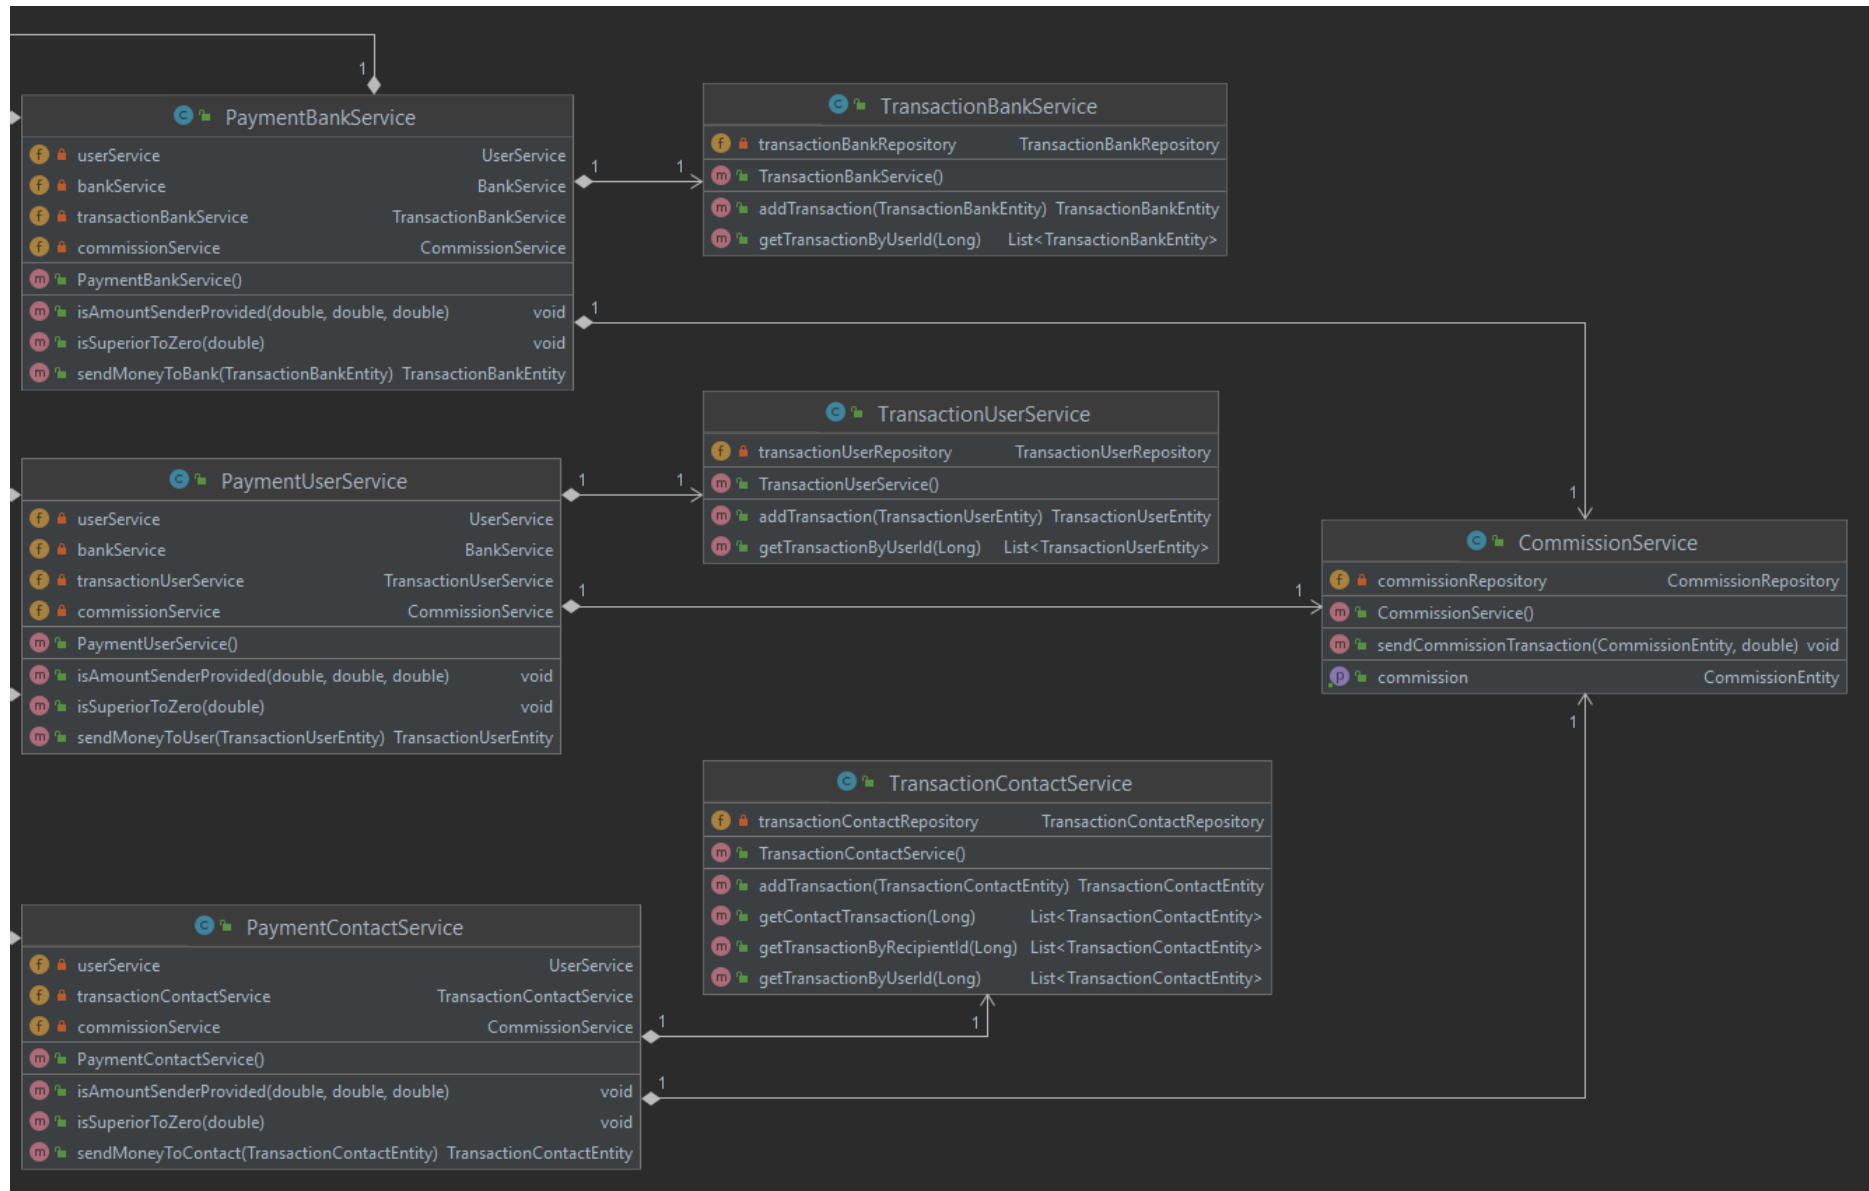 1
PaymentBankService
userService UserService
bankService BankService
transactionBankService TransactionBankService
commissionService CommissionService
PaymentBankService()
isAmountSenderProvided(double, double, double) void
isSuperiorToZero(double) void
sendMoneyToBank(TransactionBankEntity) TransactionBankEntity
1 1
TransactionBankService
transactionBankRepository TransactionBankRepository
TransactionBankService()
addTransaction(TransactionBankEntity) TransactionBankEntity
getTransactionByUserId(Long) List<TransactionBankEntity>
1
1
PaymentUserService
userService UserService
bankService BankService
transactionUserService TransactionUserService
commissionService CommissionService
PaymentUserService()
isAmountSenderProvided(double, double, double) void
isSuperiorToZero(double) void
sendMoneyToUser(TransactionUserEntity) TransactionUserEntity
1 1
TransactionUserService
transactionUserRepository TransactionUserRepository
TransactionUserService()
addTransaction(TransactionUserEntity) TransactionUserEntity
getTransactionByUserId(Long) List<TransactionUserEntity>
1 1
CommissionService
commissionRepository CommissionRepository
CommissionService()
sendCommissionTransaction(CommissionEntity, double) void
commission CommissionEntity
1
TransactionContactService
transactionContactRepository TransactionContactRepository
TransactionContactService()
addTransaction(TransactionContactEntity) TransactionContactEntity
getContactTransaction(Long) List<TransactionContactEntity>
getTransactionByRecipientId(Long) List<TransactionContactEntity>
getTransactionByUserId(Long) List<TransactionContactEntity>
PaymentContactService
userService UserService
transactionContactService TransactionContactService
commissionService CommissionService
PaymentContactService()
isAmountSenderProvided(double, double, double) void
isSuperiorToZero(double) void
sendMoneyToContact(TransactionContactEntity) TransactionContactEntity
1 1
1